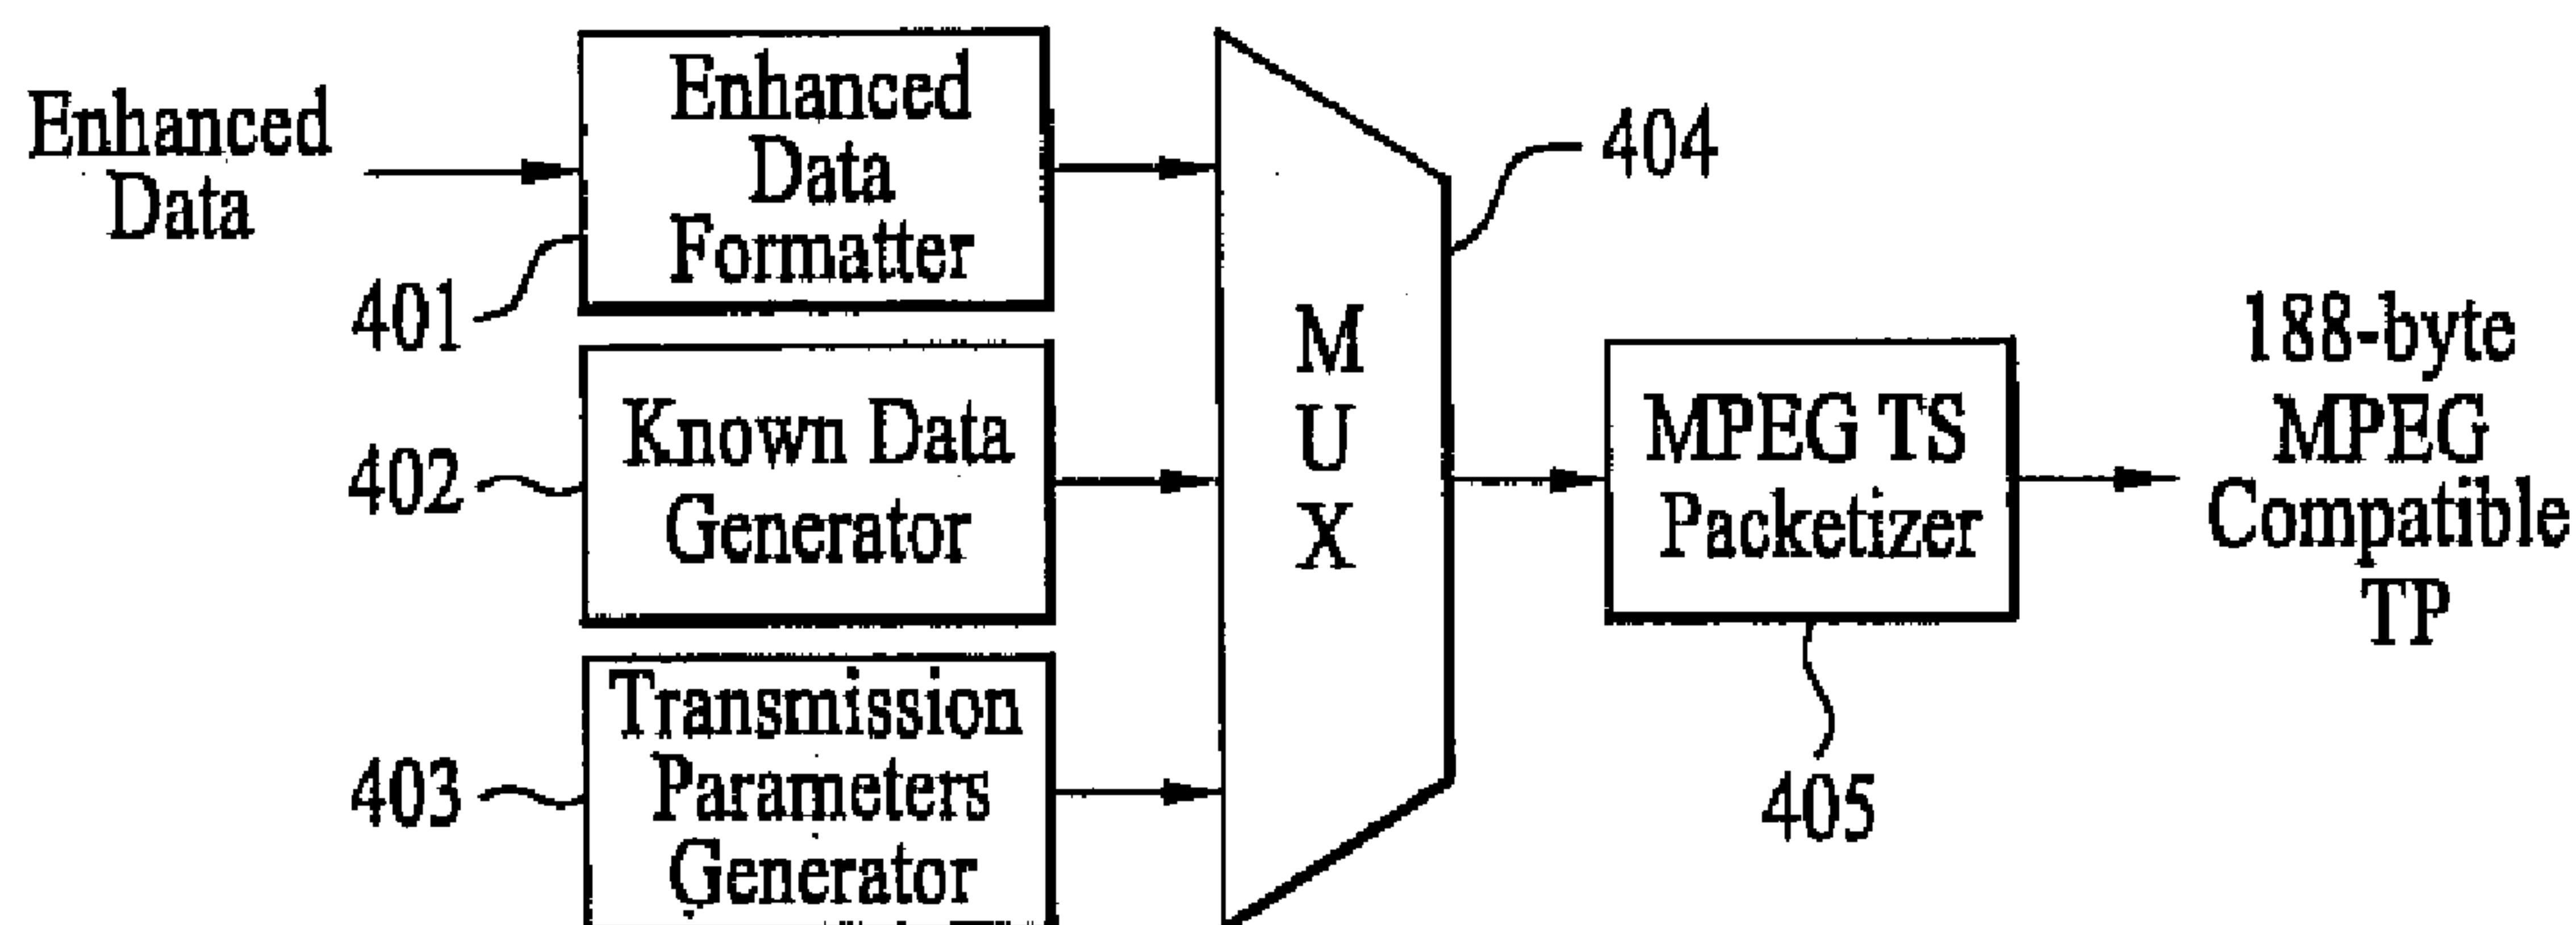 Enhanced
Data
401
Enhanced
Data
Formatter
402
Known Data
Generator
403
Transmission
Parameters
Generator
M
U
X
404
MPEG TS
Packetizer
405
188-byte
MPEG
Compatible
TP